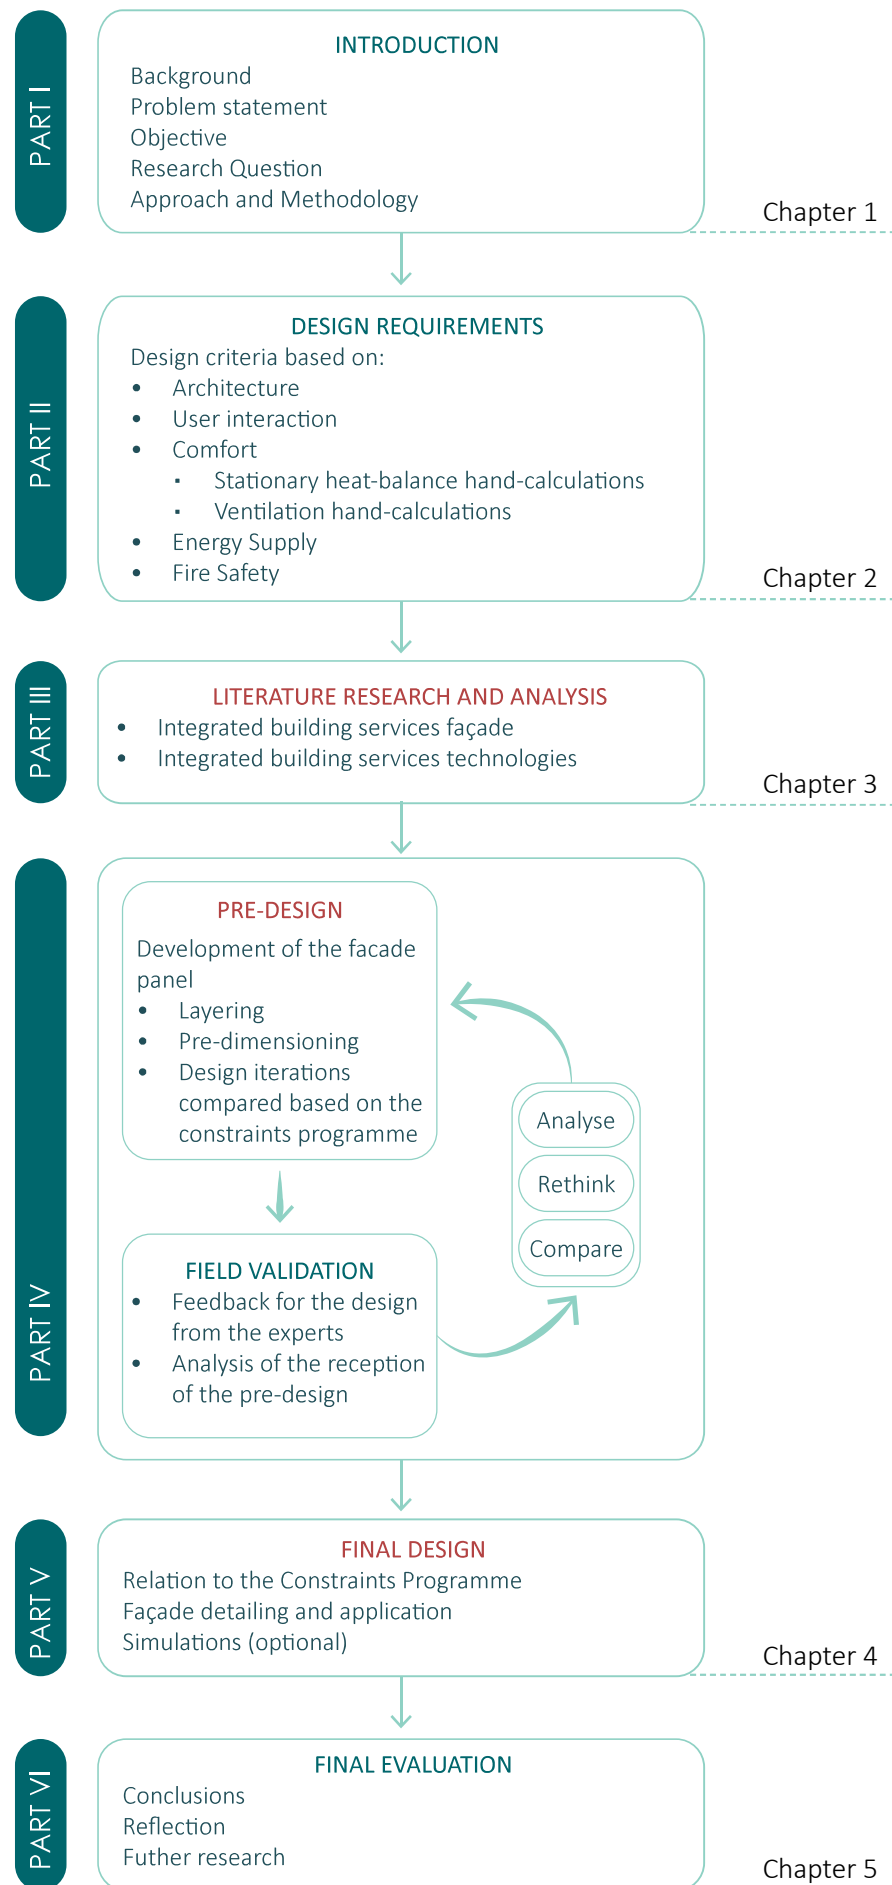 PART I
INTRODUCTION
Background
Problem statement
Objective
Research Question
Approach and Methodology
Chapter 1
PART II
DESIGN REQUIREMENTS
Design criteria based on:
• Architecture
• User interaction
• Comfort
▪ Stationary heat-balance hand-calculations
▪ Ventilation hand-calculations
• Energy Supply
• Fire Safety
Chapter 2
PART III
LITERATURE RESEARCH AND ANALYSIS
• Integrated building services façade
• Integrated building services technologies
Chapter 3
PART IV
PRE-DESIGN
Development of the facade
panel
• Layering
• Pre-dimensioning
• Design iterations
compared based on the
constraints programme
Analyse
Rethink
Compare
FIELD VALIDATION
• Feedback for the design
from the experts
• Analysis of the reception
of the pre-design
PART V
FINAL DESIGN
Relation to the Constraints Programme
Façade detailing and application
Simulations (optional)
Chapter 4
PART VI
FINAL EVALUATION
Conclusions
Reflection
Futher research
Chapter 5